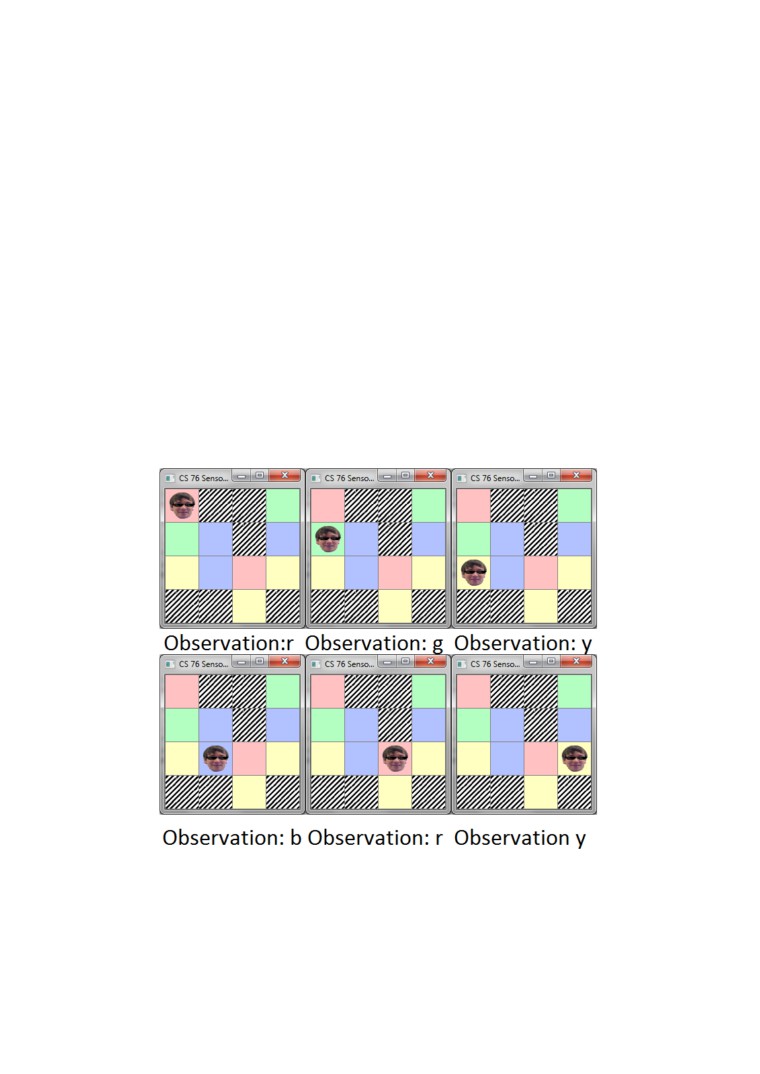 CS 76 Senso... CS 76 Senso... CS 76 Senso...
Observation:r Observation: g Observation: y
CS 76 Senso... CS 76 Senso... CS 76 Senso...
Observation: b Observation: r Observation y